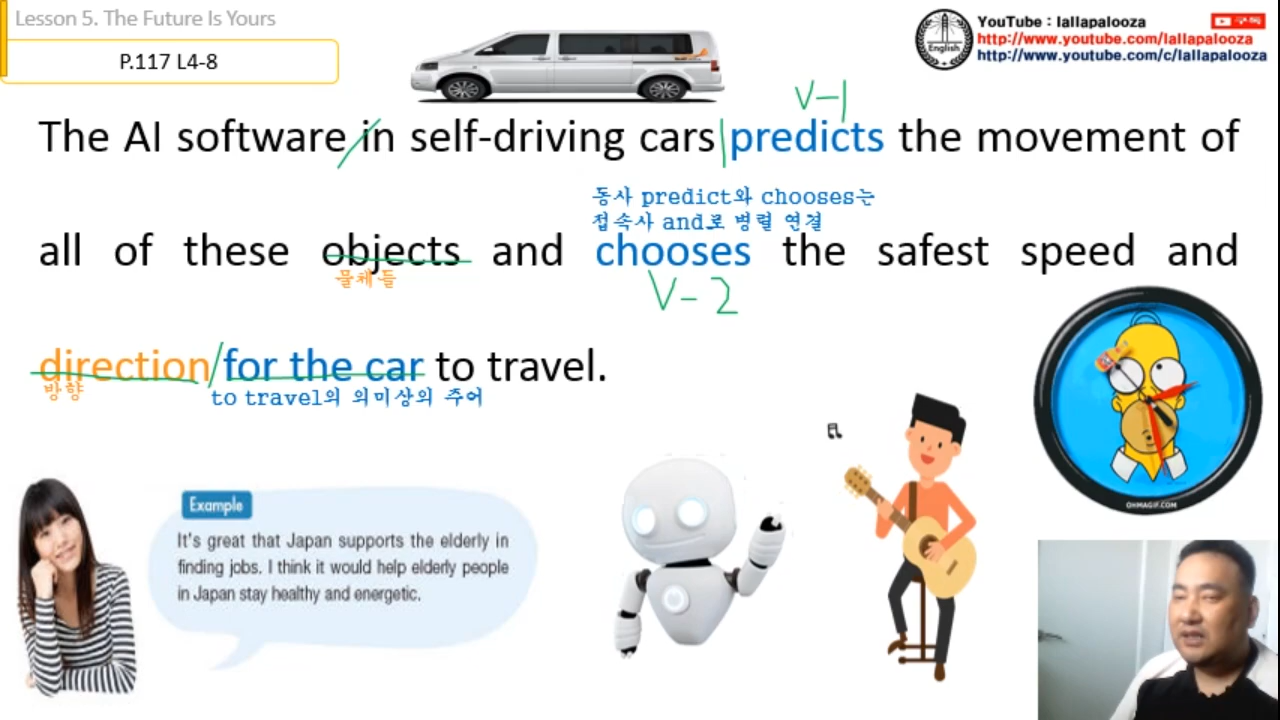 Lesson 5. The Future Is Yours
P.117 L4-8
YouTube : lallapalooza
구독
http://www.youtube.com/lallapalooza
http://www.youtube.com/c/lallapalooza
English
V-1
The AI software in self-driving cars predicts the movement of
동사 predict와 chooses는
접속사 and로 병렬 연결
all of these objects and chooses the safest speed and
물체들
V-2
direction for the car to travel.
방향
to travel의 의미상의 주어
Example
It's great that Japan supports the elderly in
finding jobs. I think it would help elderly people
in Japan stay healthy and energetic.
OHMAGIF.COM